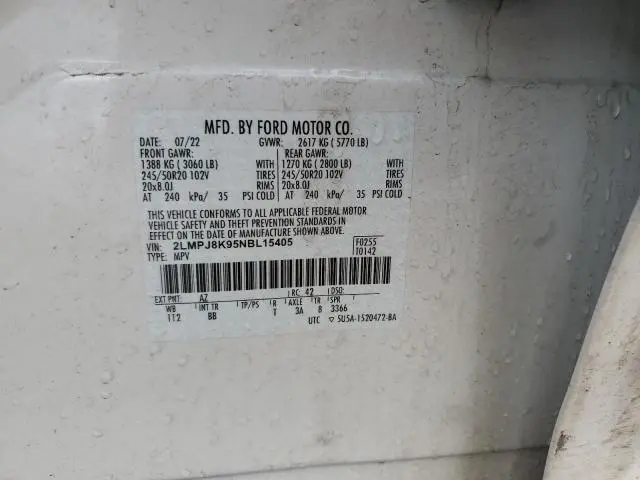 MFD. BY FORD MOTOR CO.
DATE: 07/22 GVWR: 2617 KG ( 5770 LB)
FRONT GAWR: REAR GAWR:
1388 KG ( 3060 LB) WITH 1270 KG ( 2800 LB) WITH
245/50R20 102V TIRES 245/50R20 102V TIRES
20x8.0J RIMS 20x8.0J RIMS
AT 240 kPa/ 35 PSI COLD AT 240 kPa/ 35 PSI COLD
THIS VEHICLE CONFORMS TO ALL APPLICABLE FEDERAL MOTOR
VEHICLE SAFETY AND THEFT PREVENTION STANDARDS IN
EFFECT ON THE DATE OF MANUFACTURE SHOWN ABOVE.
VIN: 2LMPJ8K95NBL15405 F0255
TYPE: MPV T0142
EXT PNT: AZ RC: 42 DSO:
WB INT TR TP/PS R AXLE TR SPR
112 BB T 3A 8 3366
UTC ▽ 5U5A-1520472-BA